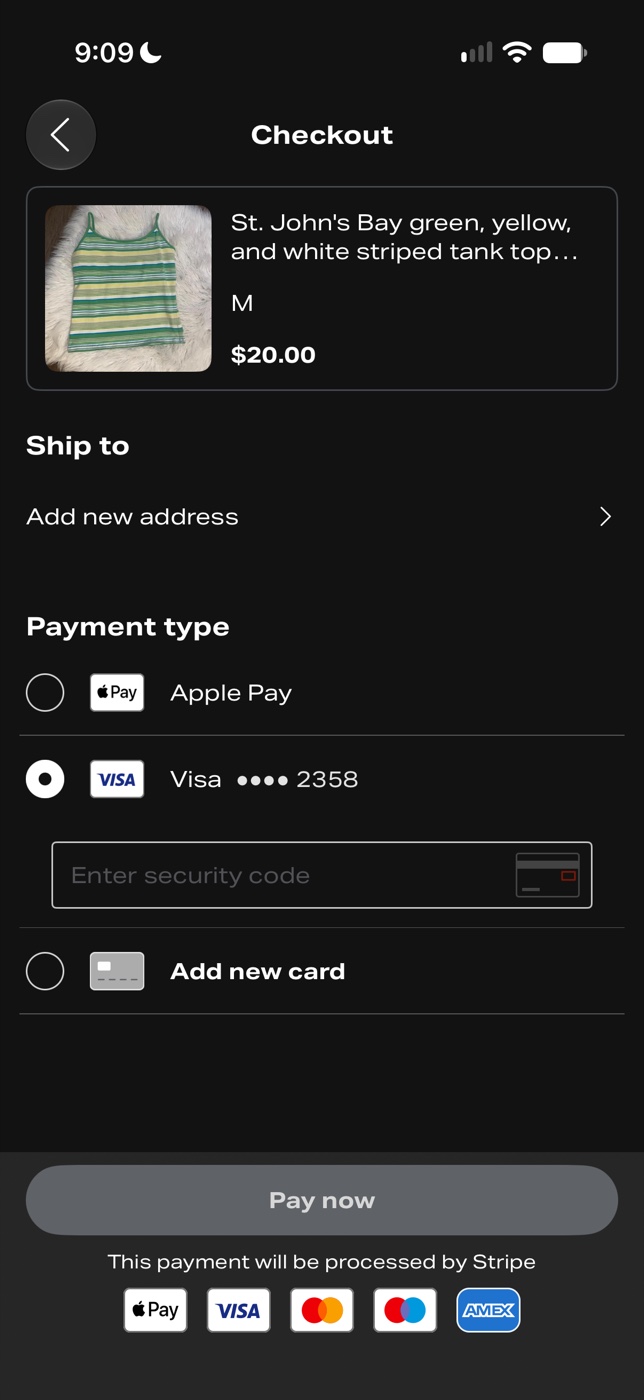 9:09
Checkout
St. John's Bay green, yellow,
and white striped tank top...
M
$20.00
Ship to
Add new address
Payment type
Pay Apple Pay
VISA Visa •••• 2358
Enter security code
Add new card
Pay now
This payment will be processed by Stripe
Pay VISA AMEX